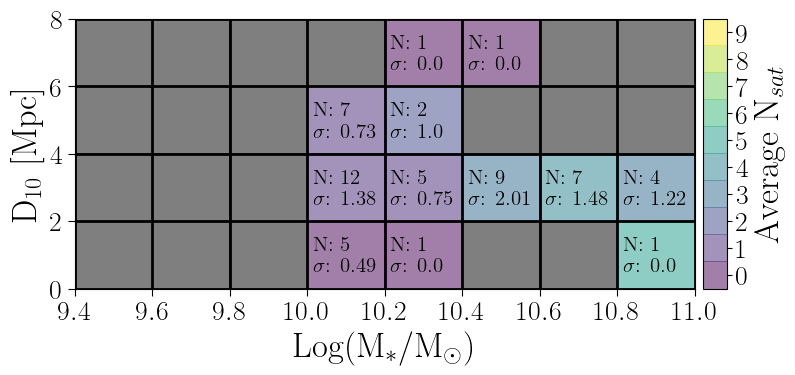 8
N: 1 N: 1
σ: 0.0 σ: 0.0
6
N: 7 N: 2
σ: 0.73 σ: 1.0
4
N: 12 N: 5 N: 9 N: 7 N: 4
σ: 1.38 σ: 0.75 σ: 2.01 σ: 1.48 σ: 1.22
2
N: 5 N: 1 N: 1
σ: 0.49 σ: 0.0 σ: 0.0
0
D₁₀ [Mpc]
9.4 9.6 9.8 10.0 10.2 10.4 10.6 10.8 11.0
Log(M*/M⊙)
9
8
7
6
5
4
3
2
1
0
Average N_sat